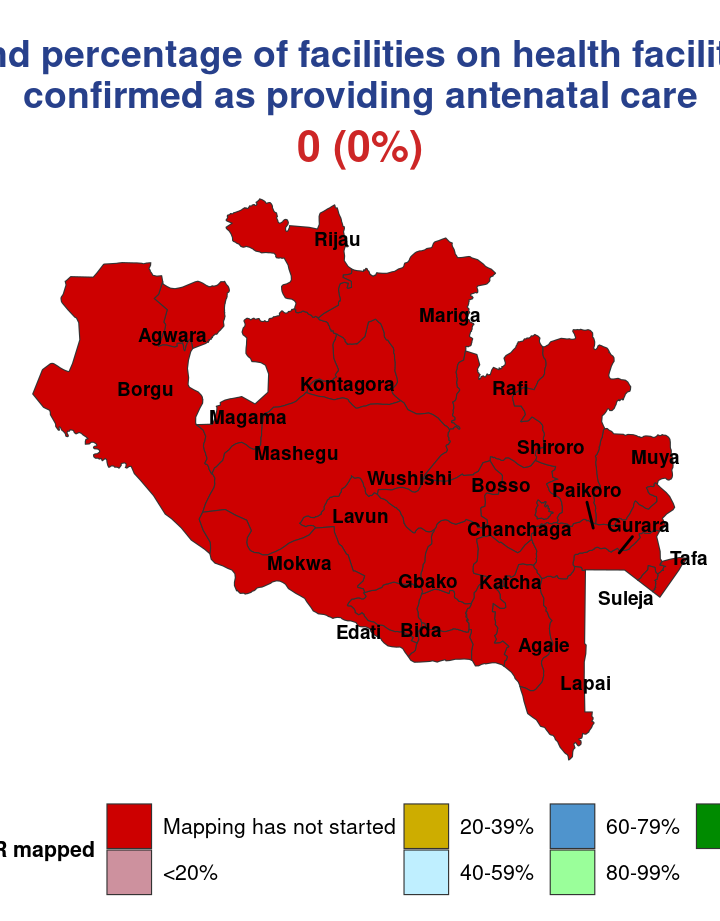 percentage of facilities on health
confirmed as providing antenatal care
0 (0%)
Rijau
Mariga
Agwara
Borgu
Kontagora
Rafi
Magama
Mashegu
Shiroro
Muya
Wushishi
Bosso
Paikoro
Lavun
Chanchaga
Gurara
Mokwa
Tafa
Gbako
Katcha
Suleja
Edati
Bida
Agaie
Lapai
mapped
Mapping has not started
<20%
20-39%
40-59%
60-79%
80-99%